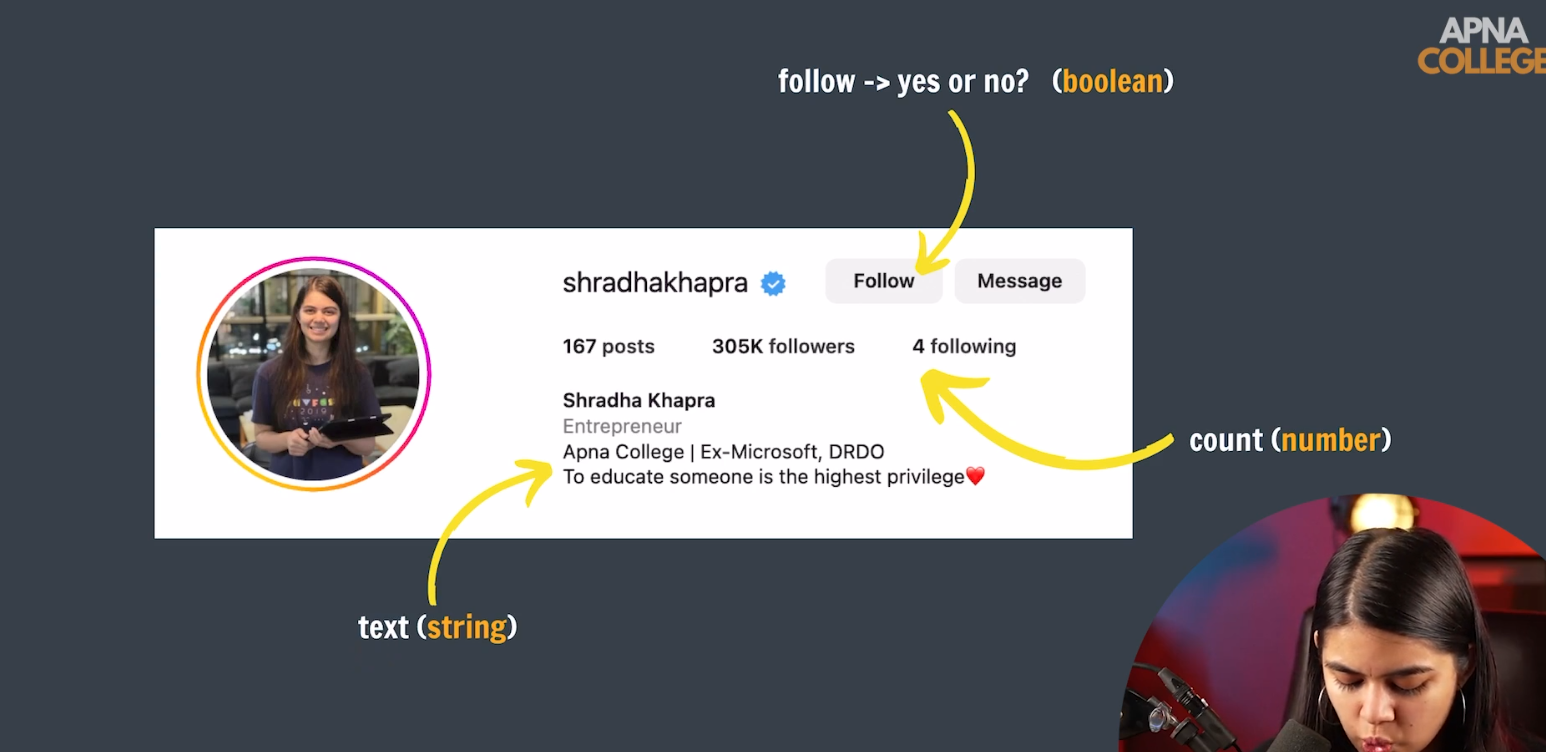 APNA
COLLEGE
follow -> yes or no? (boolean)
shradhakhapra
Follow
Message
167 posts
305K followers
4 following
Shradha Khapra
Entrepreneur
Apna College | Ex-Microsoft, DRDO
To educate someone is the highest privilege❤️
count (number)
text (string)